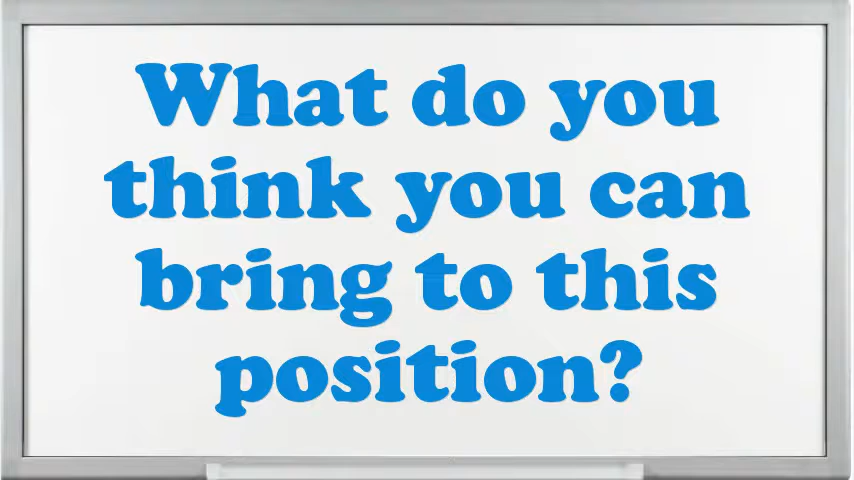 What do you
think you can
bring to this
position?